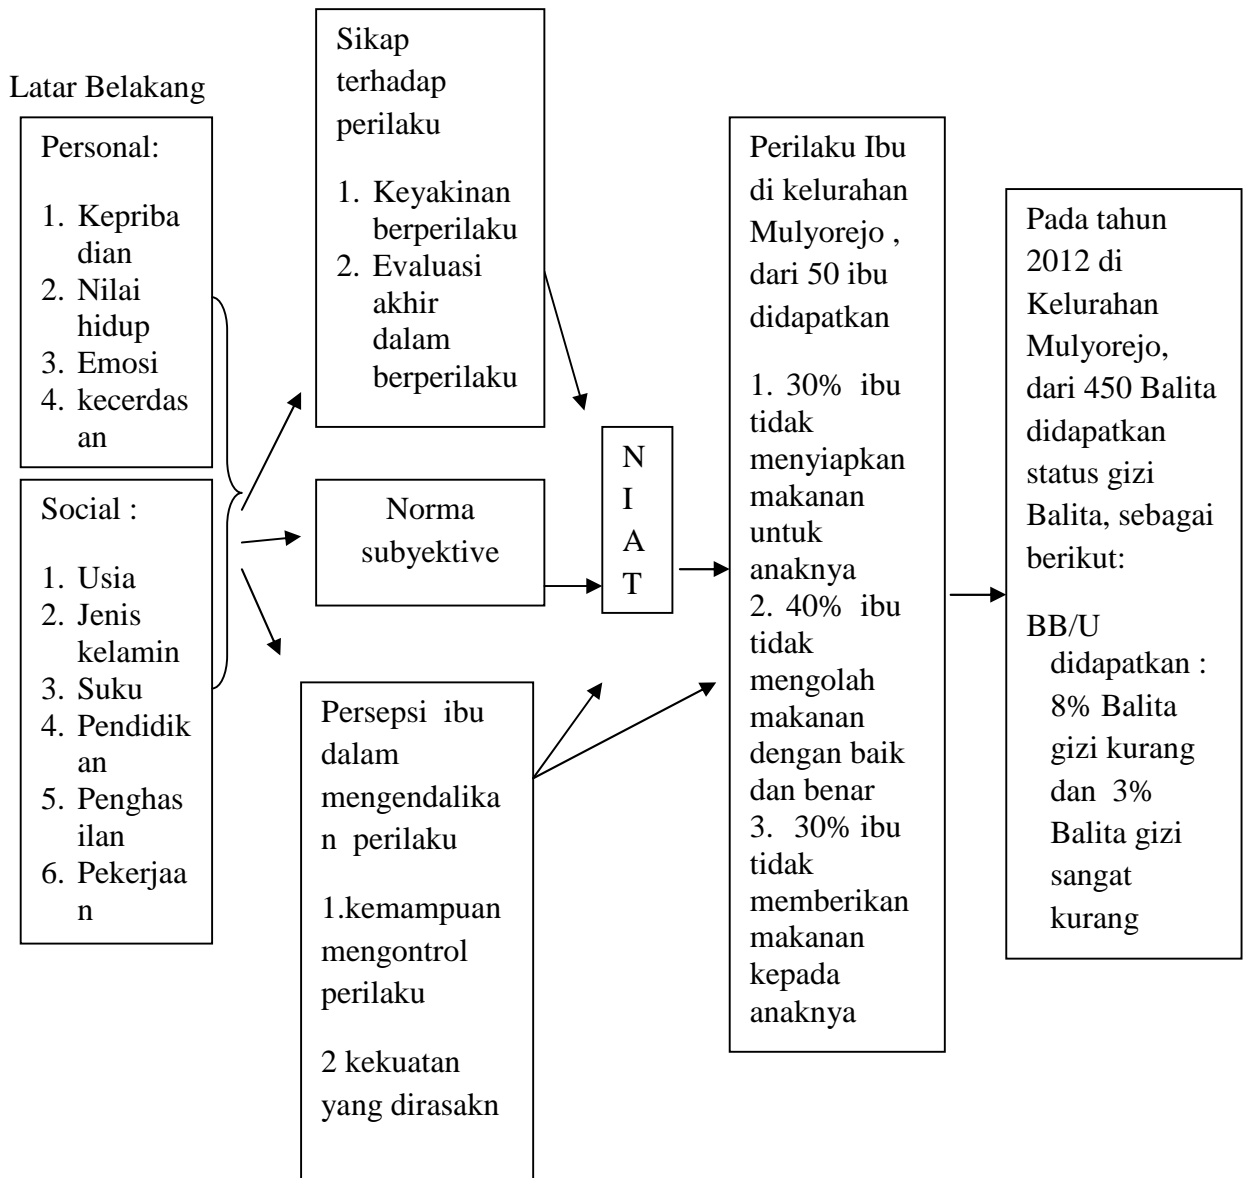 Latar Belakang
Personal:
1. Kepriba
dian
2. Nilai
hidup
3. Emosi
4. kecerdas
an
Social :
1. Usia
2. Jenis
kelamin
3. Suku
4. Pendidik
an
5. Penghas
ilan
6. Pekerjaa
n
Sikap
terhadap
perilaku
1. Keyakinan
berperilaku
2. Evaluasi
akhir
dalam
berperilaku
Norma
subyektive
Persepsi ibu
dalam
mengendalika
n perilaku
1.kemampuan
mengontrol
perilaku
2 kekuatan
yang dirasakn
N
I
A
T
Perilaku Ibu
di kelurahan
Mulyorejo ,
dari 50 ibu
didapatkan
1. 30% ibu
tidak
menyiapkan
makanan
untuk
anaknya
2. 40% ibu
tidak
mengolah
makanan
dengan baik
dan benar
3. 30% ibu
tidak
memberikan
makanan
kepada
anaknya
Pada tahun
2012 di
Kelurahan
Mulyorejo,
dari 450 Balita
didapatkan
status gizi
Balita, sebagai
berikut:
BB/U
didapatkan :
8% Balita
gizi kurang
dan 3%
Balita gizi
sangat
kurang